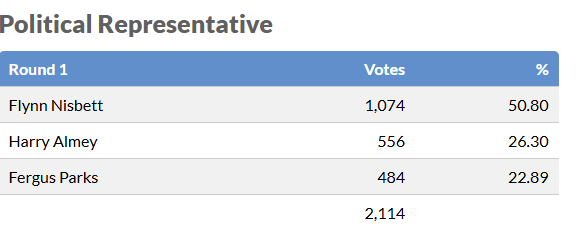 Political Representative
Round 1 Votes %
Flynn Nisbett 1,074 50.80
Harry Almey 556 26.30
Fergus Parks 484 22.89
2,114